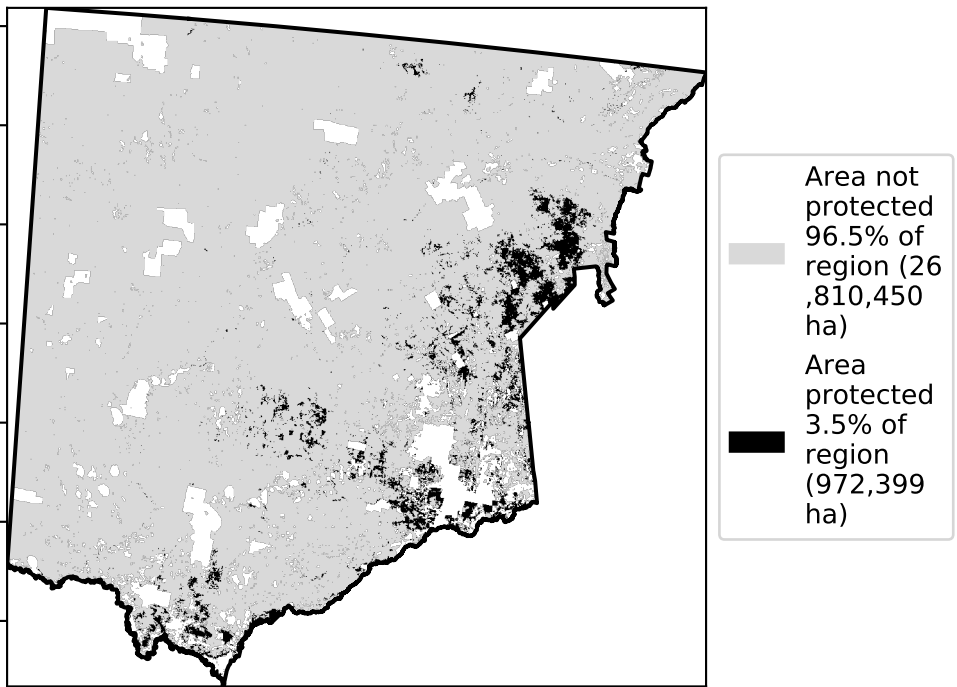 Area not
protected
96.5% of
region (26
,810,450
ha)
Area
protected
3.5% of
region
(972,399
ha)